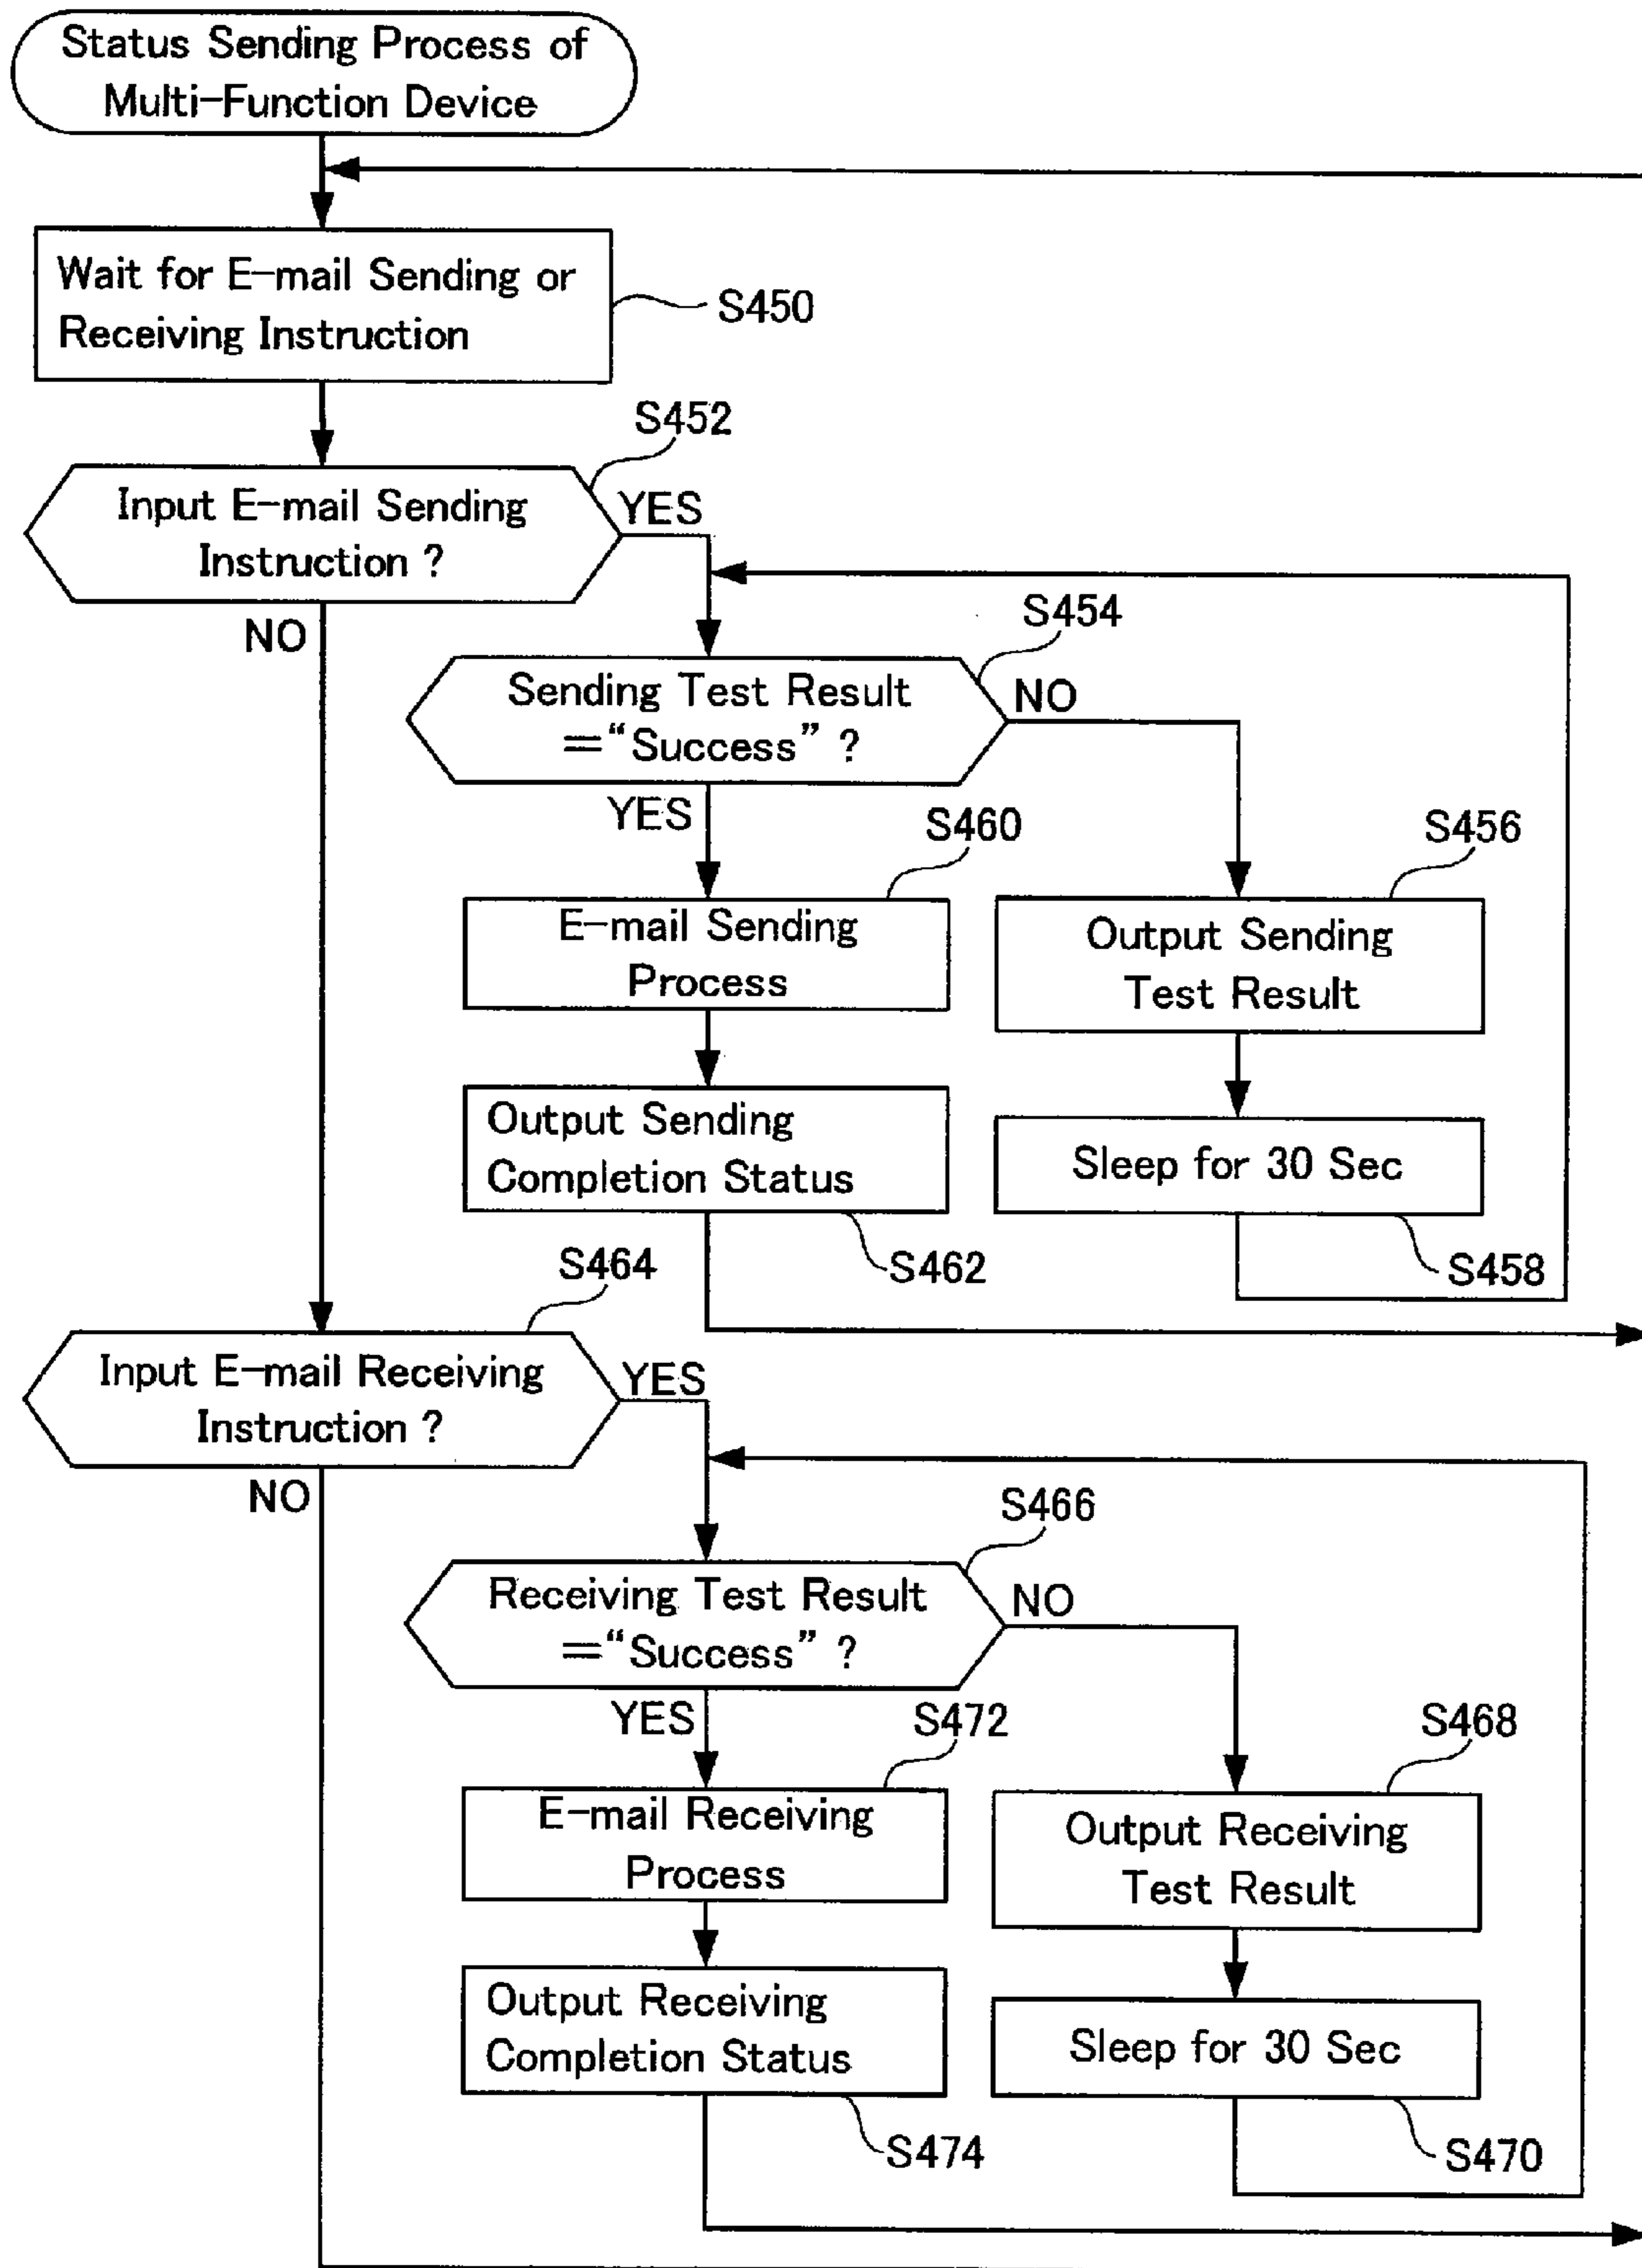 Status Sending Process of
Multi-Function Device
Wait for E-mail Sending or
Receiving Instruction
S450
S452
Input E-mail Sending
Instruction ?
YES
NO
S454
Sending Test Result
="Success" ?
NO
YES
S460
S456
E-mail Sending
Process
Output Sending
Test Result
Output Sending
Completion Status
Sleep for 30 Sec
S462
S458
S464
Input E-mail Receiving
Instruction ?
YES
NO
S466
Receiving Test Result
="Success" ?
NO
YES
S472
S468
E-mail Receiving
Process
Output Receiving
Test Result
Output Receiving
Completion Status
Sleep for 30 Sec
S474
S470